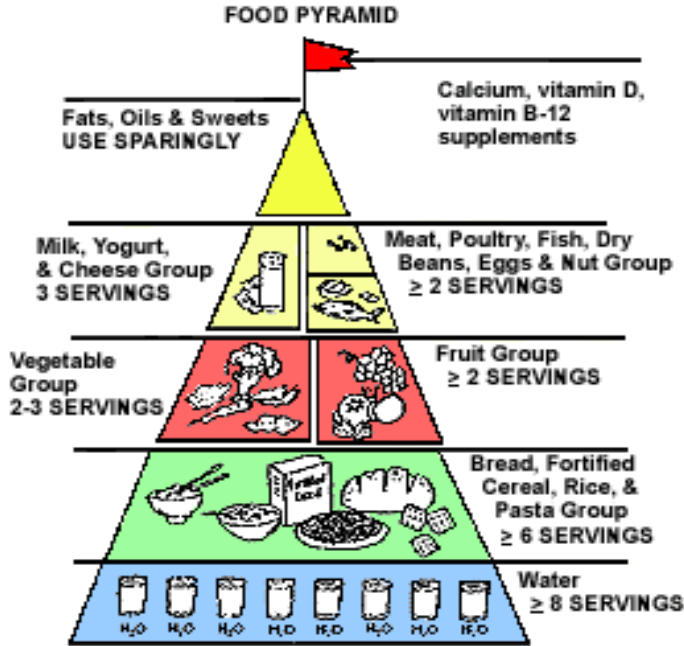 FOOD PYRAMID
Fats, Oils & Sweets
USE SPARINGLY
Calcium, vitamin D,
vitamin B-12
supplements
Milk, Yogurt,
& Cheese Group
3 SERVINGS
Meat, Poultry, Fish, Dry
Beans, Eggs & Nut Group
≥ 2 SERVINGS
Vegetable
Group
2-3 SERVINGS
Fruit Group
≥ 2 SERVINGS
Bread, Fortified
Cereal, Rice, &
Pasta Group
≥ 6 SERVINGS
Water
≥ 8 SERVINGS
H₂O H₂O H₂O H₂O H₂O H₂O H₂O H₂O